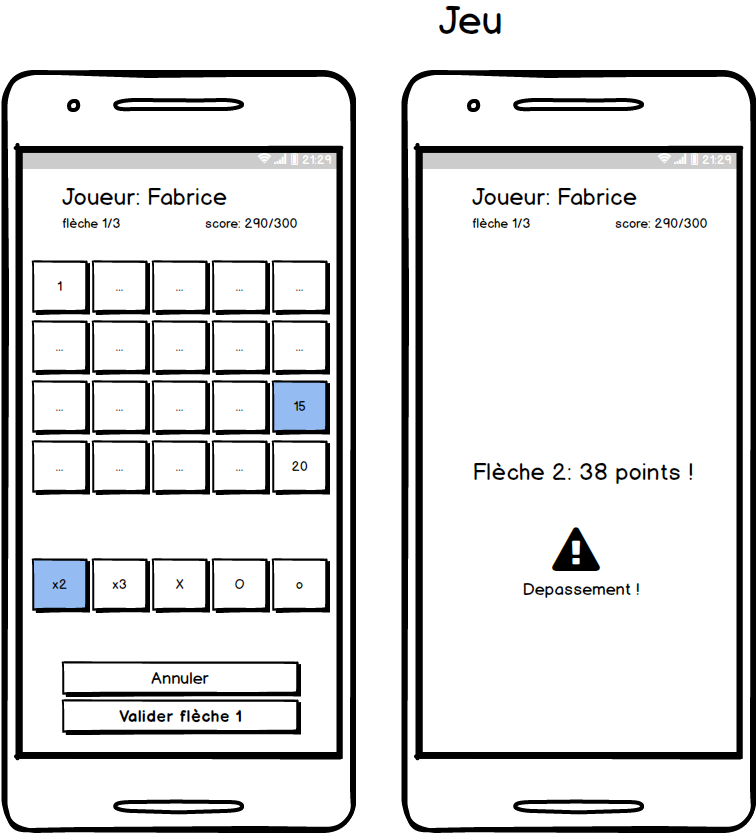 Jeu
21:29
Joueur: Fabrice
flèche 1/3 score: 290/300
1 ... ... ... ...
... ... ... ... ...
... ... ... ... 15
... ... ... ... 20
x2 x3 X O o
Annuler
Valider flèche 1
21:29
Joueur: Fabrice
flèche 1/3 score: 290/300
Flèche 2: 38 points !
Depassement !